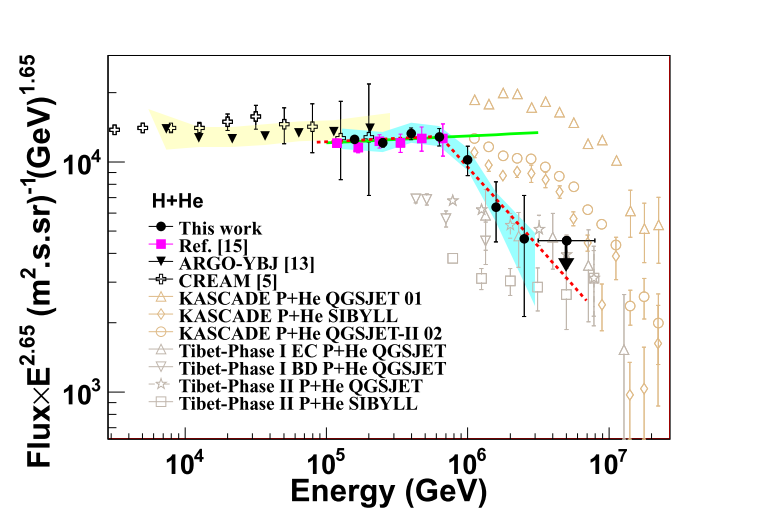 Flux×E^2.65 (m^2.s.sr)^-1(GeV)^1.65
10^4
10^3
H+He
This work
Ref. [15]
ARGO-YBJ [13]
CREAM [5]
KASCADE P+He QGSJET 01
KASCADE P+He SIBYLL
KASCADE P+He QGSJET-II 02
Tibet-Phase I EC P+He QGSJET
Tibet-Phase I BD P+He QGSJET
Tibet-Phase II P+He QGSJET
Tibet-Phase II P+He SIBYLL
10^4 10^5 10^6 10^7
Energy (GeV)